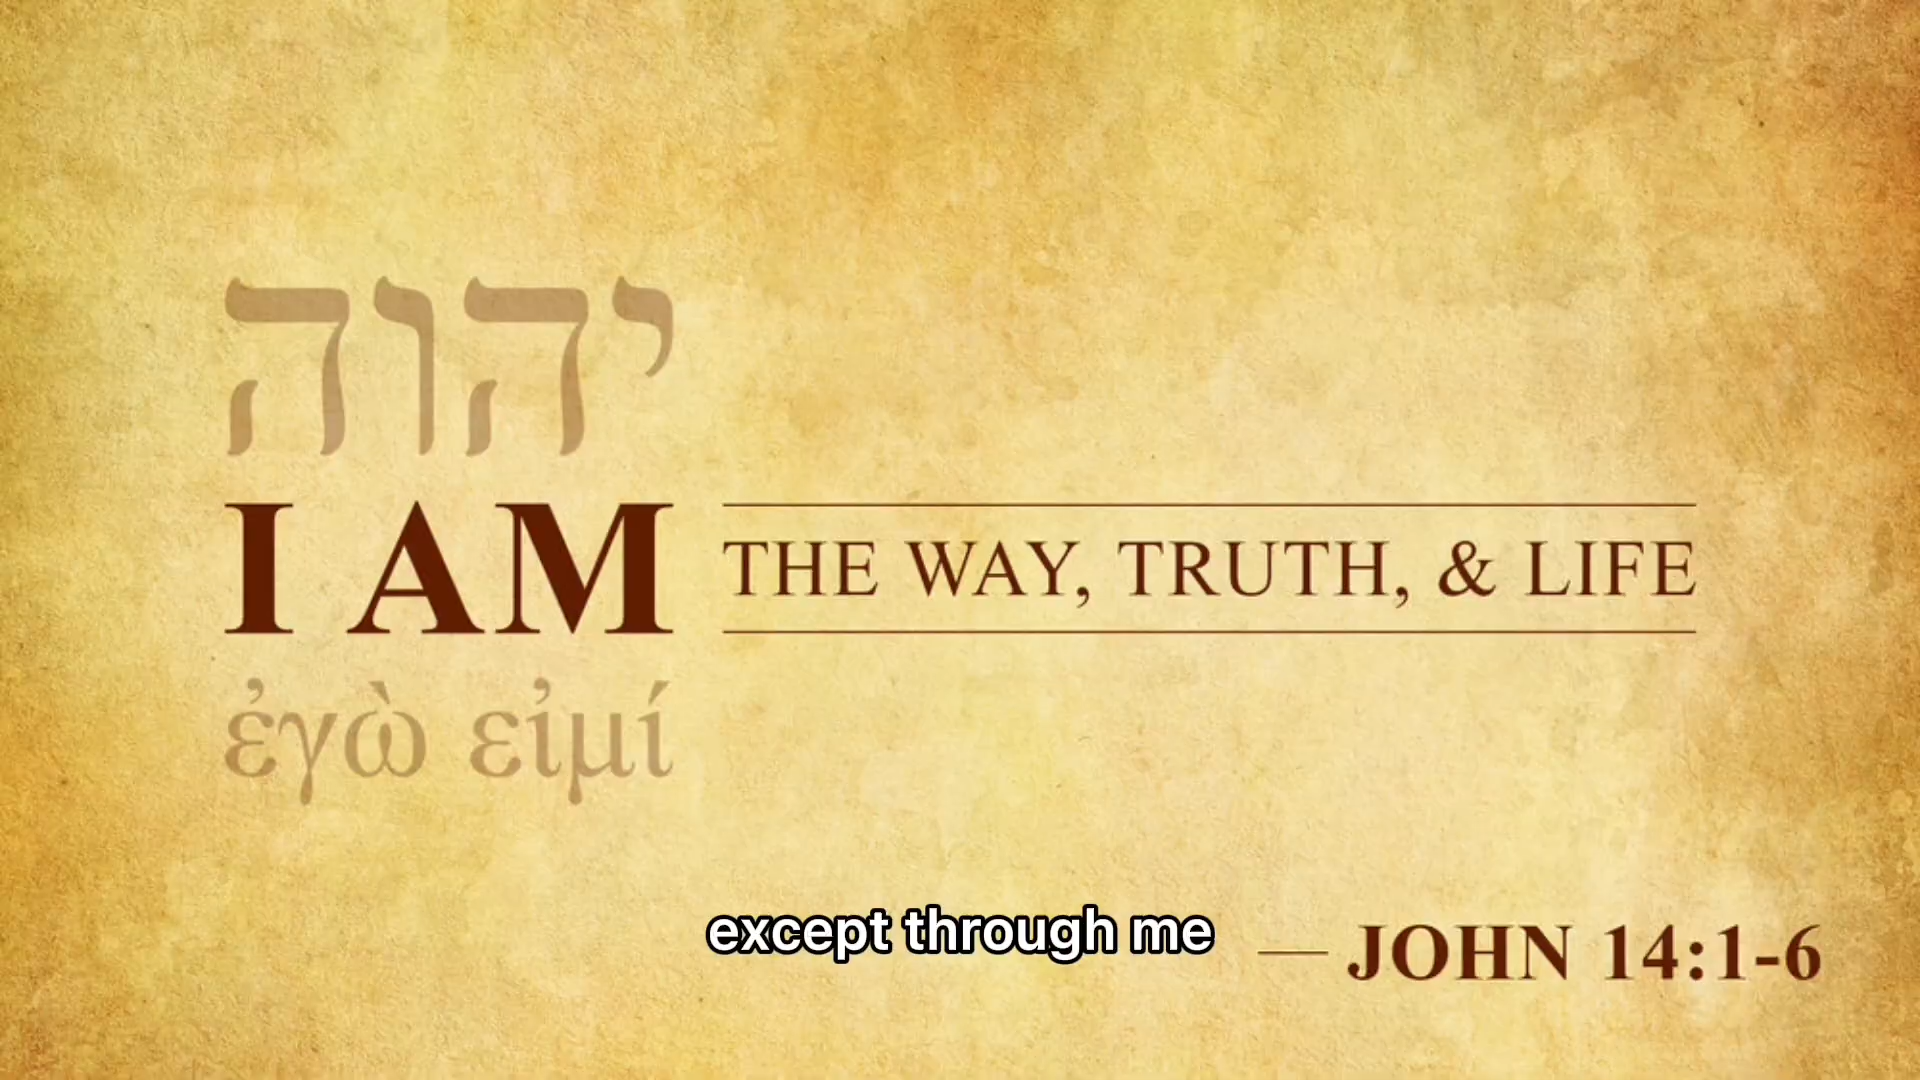 יהוה
I AM
THE WAY, TRUTH, & LIFE
ἐγὼ εἰμί
except through me
— JOHN 14:1-6